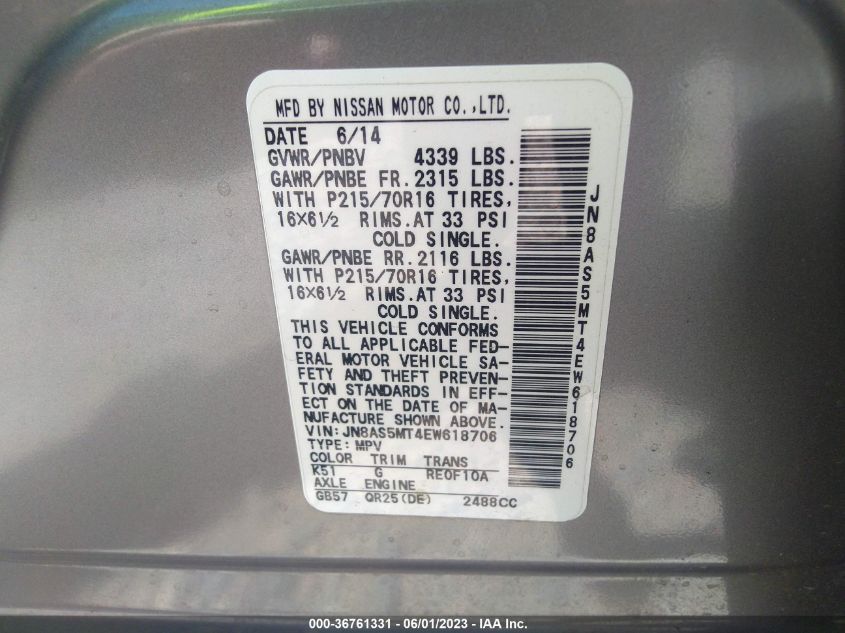 MFD BY NISSAN MOTOR CO.,LTD.
DATE 6/14
GVWR/PNBV 4339 LBS.
GAWR/PNBE FR. 2315 LBS.
WITH P215/70R16 TIRES,
16X6½ RIMS.AT 33 PSI
COLD SINGLE.
GAWR/PNBE RR. 2116 LBS.
WITH P215/70R16 TIRES,
16X6½ RIMS.AT 33 PSI
COLD SINGLE.
THIS VEHICLE CONFORMS
TO ALL APPLICABLE FED-
ERAL MOTOR VEHICLE SA-
FETY AND THEFT PREVEN-
TION STANDARDS IN EFF-
ECT ON THE DATE OF MA-
NUFACTURE SHOWN ABOVE.
VIN: JN8AS5MT4EW618706
TYPE: MPV
COLOR TRIM TRANS
K51 G RE0F10A
AXLE ENGINE
GB57 QR25(DE) 2488CC
JN8AS5MT4EW618706
000-36761331 - 06/01/2023 - IAA Inc.